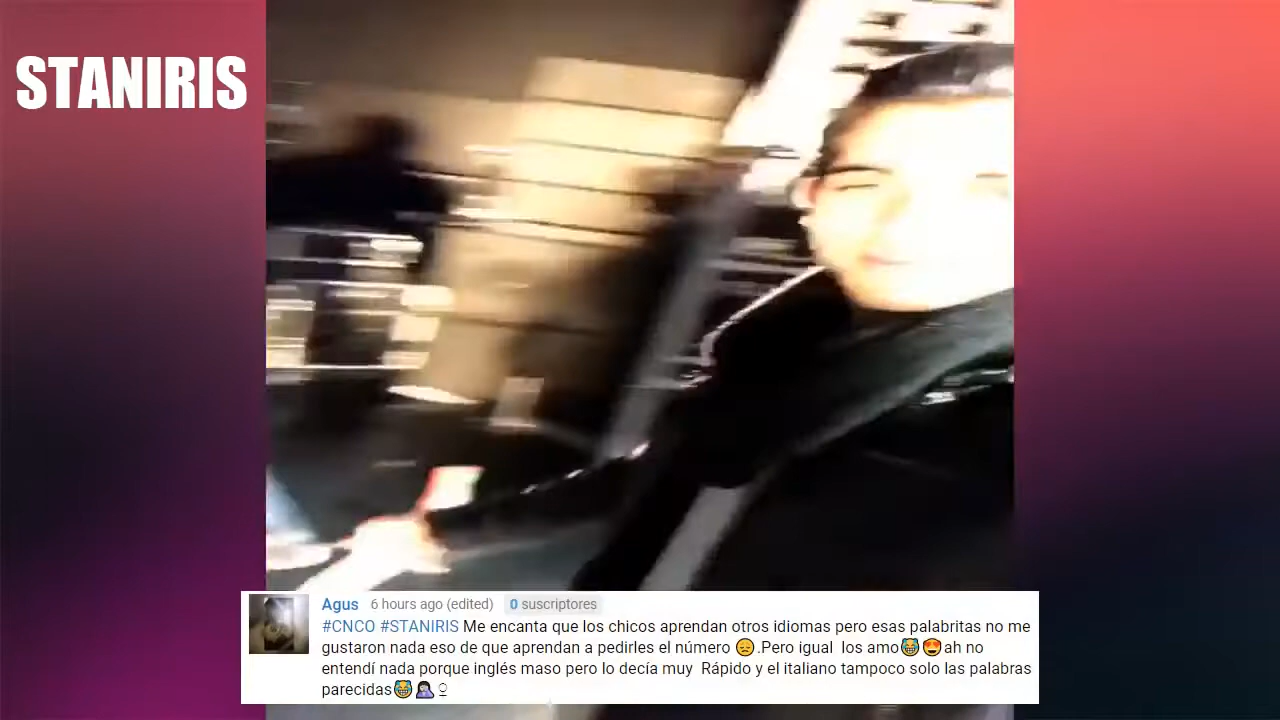 STANIRIS
Agus 6 hours ago (edited) 0 suscriptores
#CNCO #STANIRIS Me encanta que los chicos aprendan otros idiomas pero esas palabritas no me
gustaron nada eso de que aprendan a pedirles el número 😞.Pero igual los amo😹😍ah no
entendí nada porque inglés maso pero lo decía muy Rápido y el italiano tampoco solo las palabras
parecidas😹🤦🏻♀